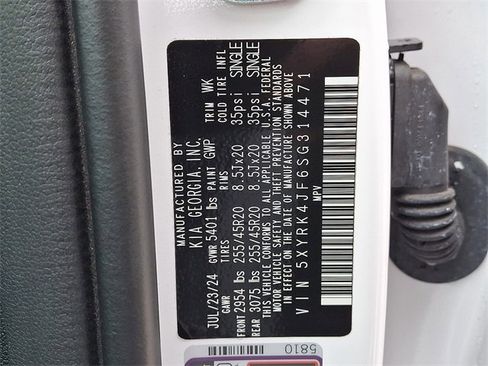 MANUFACTURED BY
KIA GEORGIA, INC.
JUL/23/24 GVWR 5401 lbs PAINT GWP TRIM WK
GAWR TIRES RIMS COLD TIRE INFL
FRONT 2954 lbs 255/45R20 8.5Jx20 35psi SINGLE
REAR 3075 lbs 255/45R20 8.5Jx20 35psi SINGLE
THIS VEHICLE CONFORMS TO ALL APPLICABLE U.S.A. FEDERAL
MOTOR VEHICLE SAFETY AND THEFT PREVENTION STANDARDS
IN EFFECT ON THE DATE OF MANUFACTURE SHOWN ABOVE
VIN 5XYRK4JF6SG314471
MPV
5810